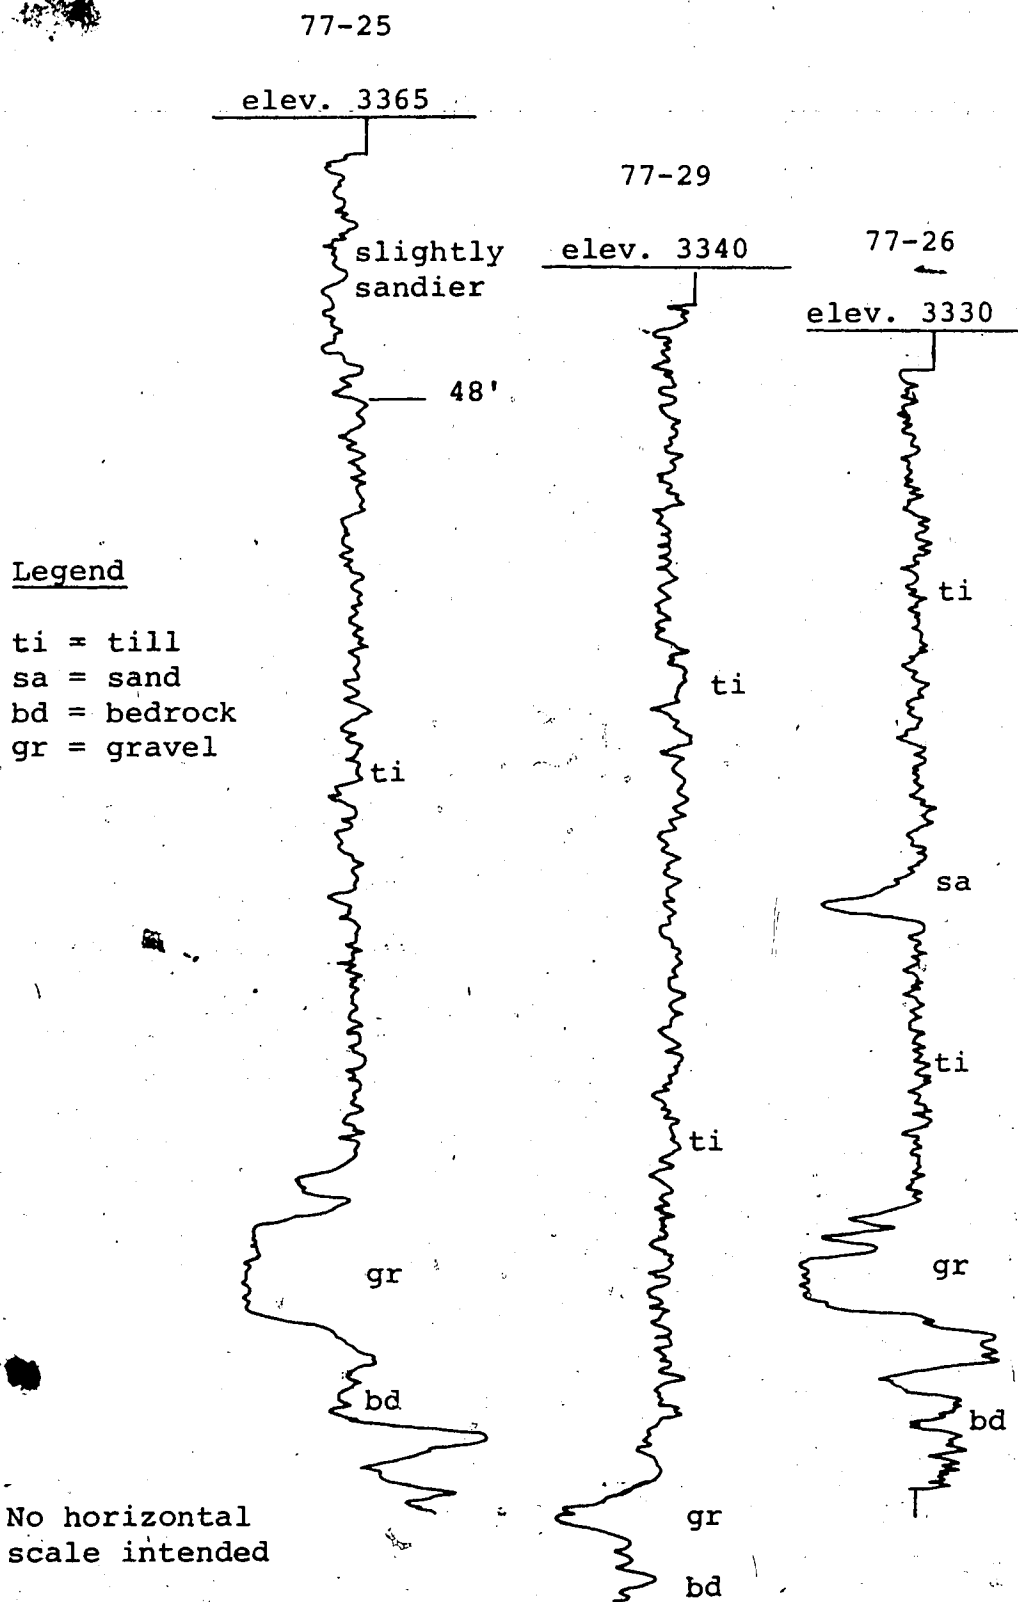 77-25
elev. 3365
slightly
sandier
48'
ti
gr
bd
77-29
elev. 3340
ti
ti
gr
bd
77-26
elev. 3330
ti
sa
ti
gr
bd
Legend
ti = till
sa = sand
bd = bedrock
gr = gravel
No horizontal
scale intended